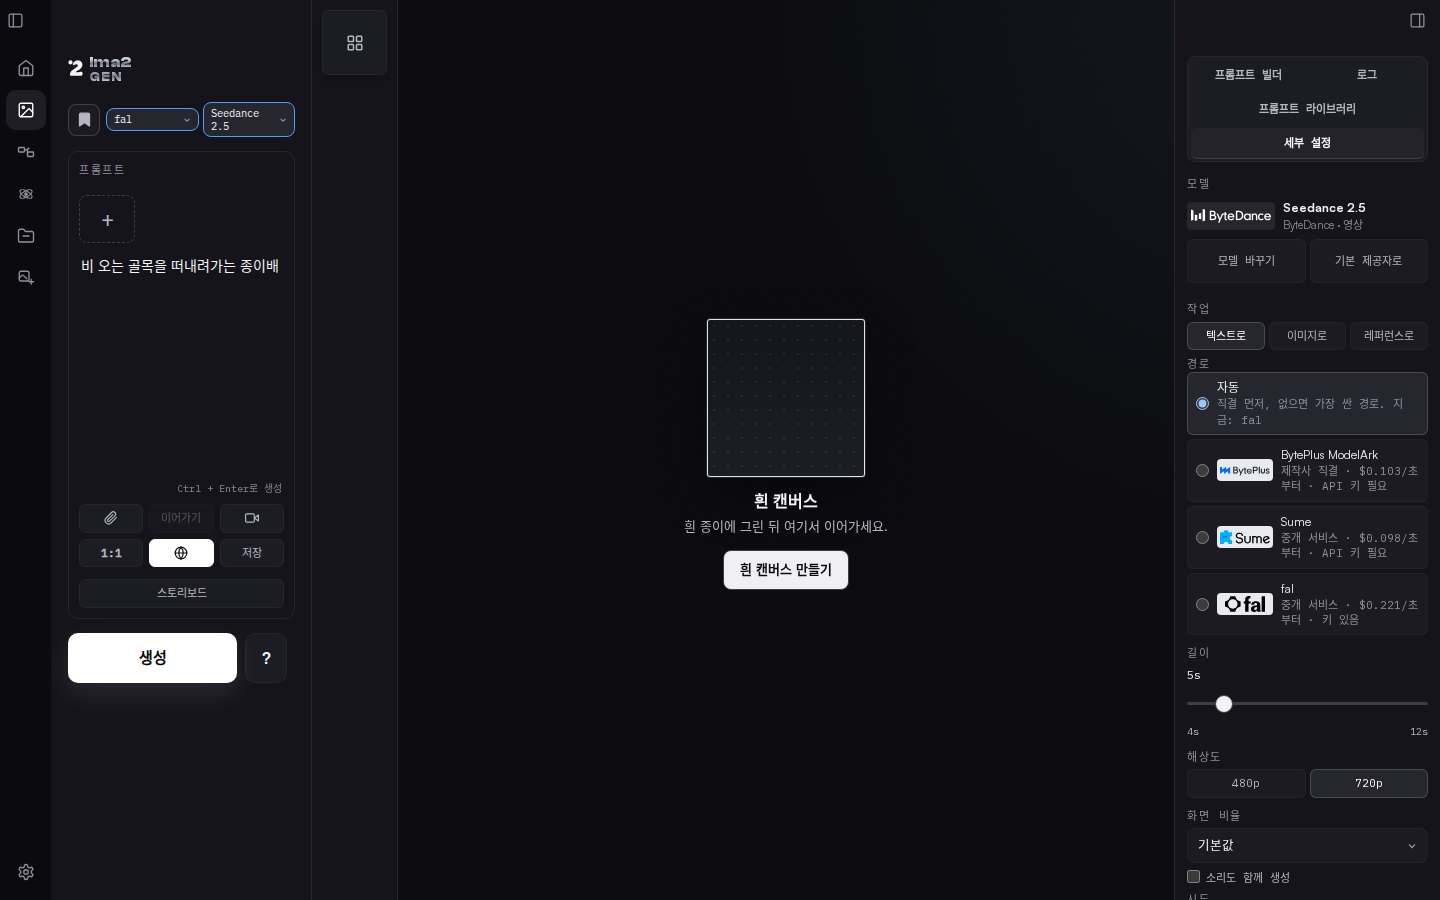 2 Ima2
GEN
fal
Seedance
2.5
프롬프트
+
비 오는 골목을 떠내려가는 종이배
Ctrl + Enter로 생성
이어가기
1:1
저장
스토리보드
생성
?
흰 캔버스
흰 종이에 그린 뒤 여기서 이어가세요.
흰 캔버스 만들기
프롬프트 빌더
로그
프롬프트 라이브러리
세부 설정
모델
ByteDance
Seedance 2.5
ByteDance · 영상
모델 바꾸기
기본 제공자로
작업
텍스트로
이미지로
레퍼런스로
경로
자동
직결 먼저, 없으면 가장 싼 경로. 지
금: fal
BytePlus
BytePlus ModelArk
제작사 직결 · $0.103/초
부터 · API 키 필요
Sume
Sume
중개 서비스 · $0.098/초
부터 · API 키 필요
fal
fal
중개 서비스 · $0.221/초
부터 · 키 있음
길이
5s
4s
12s
해상도
480p
720p
화면 비율
기본값
소리도 함께 생성